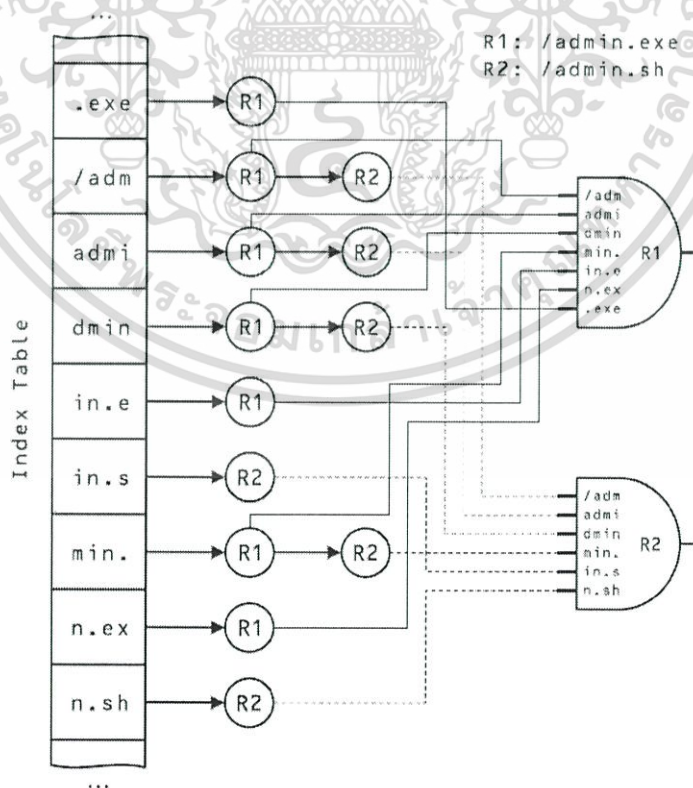 ...
R1: /admin.exe
R2: /admin.sh
Index Table
.exe
R1
/adm
R1
R2
admi
R1
R2
dmin
R1
R2
in.e
R1
in.s
R2
min.
R1
R2
n.ex
R1
n.sh
R2
...
/adm
admi
dmin
min.
in.e
n.ex
.exe
R1
/adm
admi
dmin
min.
in.s
n.sh
R2